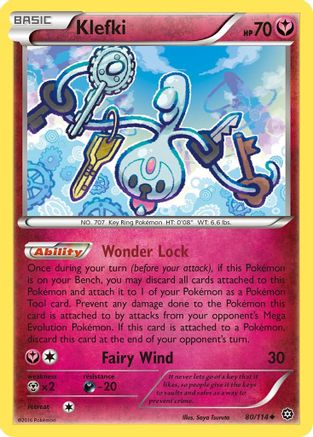 BASIC
Klefki
HP70
NO. 707 Key Ring Pokémon HT: 0'08" WT: 6.6 lbs.
Ability Wonder Lock
Once during your turn (before your attack), if this Pokémon
is on your Bench, you may discard all cards attached to this
Pokémon and attach it to 1 of your Pokémon as a Pokémon
Tool card. Prevent any damage done to the Pokémon this
card is attached to by attacks from your opponent's Mega
Evolution Pokémon. If this card is attached to a Pokémon,
discard this card at the end of your opponent's turn.
Fairy Wind 30
weakness
×2
resistance
-20
retreat
It never lets go of a key that it
likes, so people give it the keys
to vaults and safes as a way to
prevent crime.
©2016 Pokémon
Illus. Saya Tsuruta
80/114